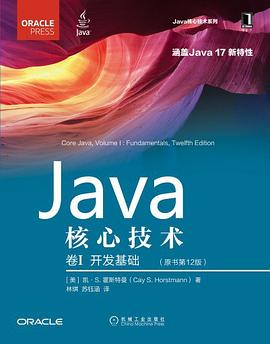 ORACLE
PRESS
Java
Java核心技术系列
涵盖Java 17 新特性
Core Java, Volume I: Fundamentals, Twelfth Edition
Java
核心技术
卷I 开发基础
(原书第12版)
[美] 凯·S. 霍斯特曼 (Cay S. Horstmann) 著
林琪 苏钰涵 译
ORACLE
机械工业出版社
CHINA MACHINE PRESS